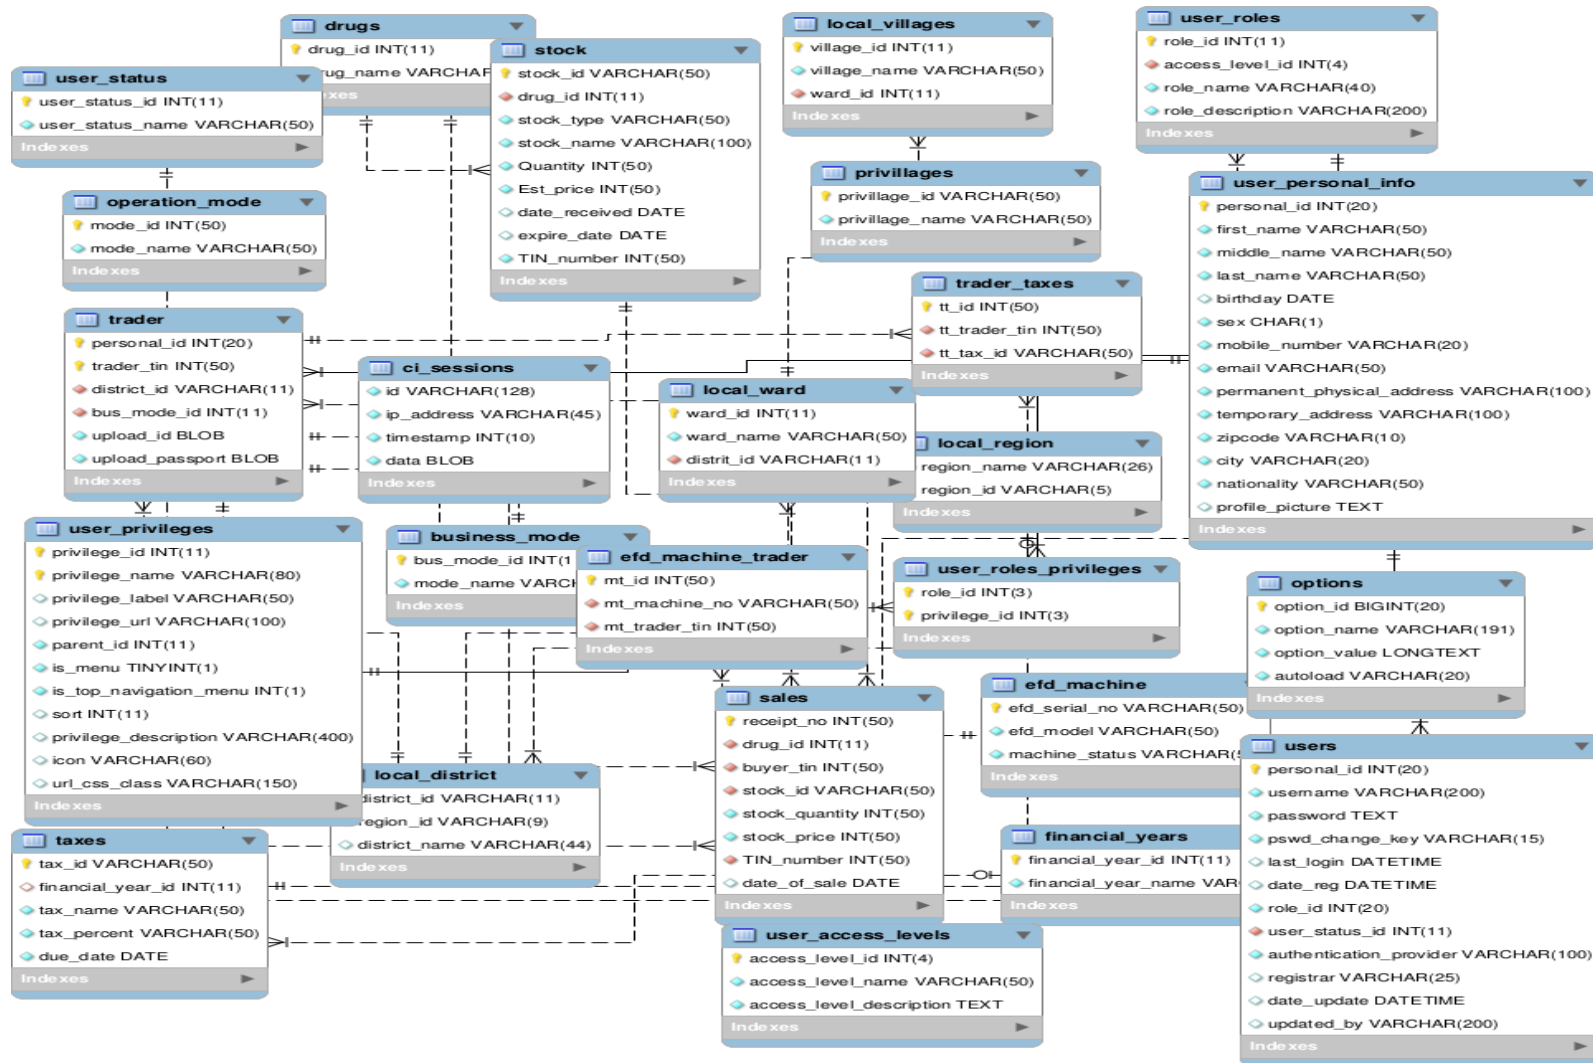 drugs
drug_id INT(11)
rug_name VARCHAR
exes
user_status
user_status_id INT(11)
user_status_name VARCHAR(50)
Indexes
stock
stock_id VARCHAR(50)
drug_id INT(11)
stock_type VARCHAR(50)
stock_name VARCHAR(100)
Quantity INT(50)
Est_price INT(50)
date_received DATE
expire_date DATE
TIN_number INT(50)
Indexes
local_villages
village_id INT(11)
village_name VARCHAR(50)
ward_id INT(11)
Indexes
user_roles
role_id INT(11)
access_level_id INT(4)
role_name VARCHAR(40)
role_description VARCHAR(200)
Indexes
operation_mode
mode_id INT(50)
mode_name VARCHAR(50)
Indexes
privillages
privillage_id VARCHAR(50)
privillage_name VARCHAR(50)
Indexes
user_personal_info
personal_id INT(20)
first_name VARCHAR(50)
middle_name VARCHAR(50)
last_name VARCHAR(50)
birthday DATE
sex CHAR(1)
mobile_number VARCHAR(20)
email VARCHAR(50)
permanent_physical_address VARCHAR(100)
temporary_address VARCHAR(100)
zipcode VARCHAR(10)
city VARCHAR(20)
nationality VARCHAR(50)
profile_picture TEXT
Indexes
trader_taxes
tt_id INT(50)
tt_trader_tin INT(50)
tt_tax_id VARCHAR(50)
Indexes
trader
personal_id INT(20)
trader_tin INT(50)
district_id VARCHAR(11)
bus_mode_id INT(11)
upload_id BLOB
upload_passport BLOB
Indexes
ci_sessions
id VARCHAR(128)
ip_address VARCHAR(45)
timestamp INT(10)
data BLOB
Indexes
local_ward
ward_id INT(11)
ward_name VARCHAR(50)
distrit_id VARCHAR(11)
Indexes
local_region
region_name VARCHAR(26)
region_id VARCHAR(5)
Indexes
user_privileges
privilege_id INT(11)
privilege_name VARCHAR(80)
privilege_label VARCHAR(50)
privilege_url VARCHAR(100)
parent_id INT(11)
is_menu TINYINT(1)
is_top_navigation_menu INT(1)
sort INT(11)
privilege_description VARCHAR(400)
icon VARCHAR(60)
url_css_class VARCHAR(150)
Indexes
business_mode
bus_mode_id INT(1
mode_name VARCH
Indexes
efd_machine_trader
mt_id INT(50)
mt_machine_no VARCHAR(50)
mt_trader_tin INT(50)
Indexes
user_roles_privileges
role_id INT(3)
privilege_id INT(3)
Indexes
options
option_id BIGINT(20)
option_name VARCHAR(191)
option_value LONGTEXT
autoload VARCHAR(20)
Indexes
efd_machine
efd_serial_no VARCHAR(50)
efd_model VARCHAR(50)
machine_status VARCHAR(
Indexes
sales
receipt_no INT(50)
drug_id INT(11)
buyer_tin INT(50)
stock_id VARCHAR(50)
stock_quantity INT(50)
stock_price INT(50)
TIN_number INT(50)
date_of_sale DATE
Indexes
local_district
district_id VARCHAR(11)
region_id VARCHAR(9)
district_name VARCHAR(44)
Indexes
users
personal_id INT(20)
username VARCHAR(200)
password TEXT
pswd_change_key VARCHAR(15)
last_login DATETIME
date_reg DATETIME
role_id INT(20)
user_status_id INT(11)
authentication_provider VARCHAR(100)
registrar VARCHAR(25)
date_update DATETIME
updated_by VARCHAR(200)
Indexes
taxes
tax_id VARCHAR(50)
financial_year_id INT(11)
tax_name VARCHAR(50)
tax_percent VARCHAR(50)
due_date DATE
Indexes
financial_years
financial_year_id INT(11)
financial_year_name VAR
Indexes
user_access_levels
access_level_id INT(4)
access_level_name VARCHAR(50)
access_level_description TEXT
Indexes